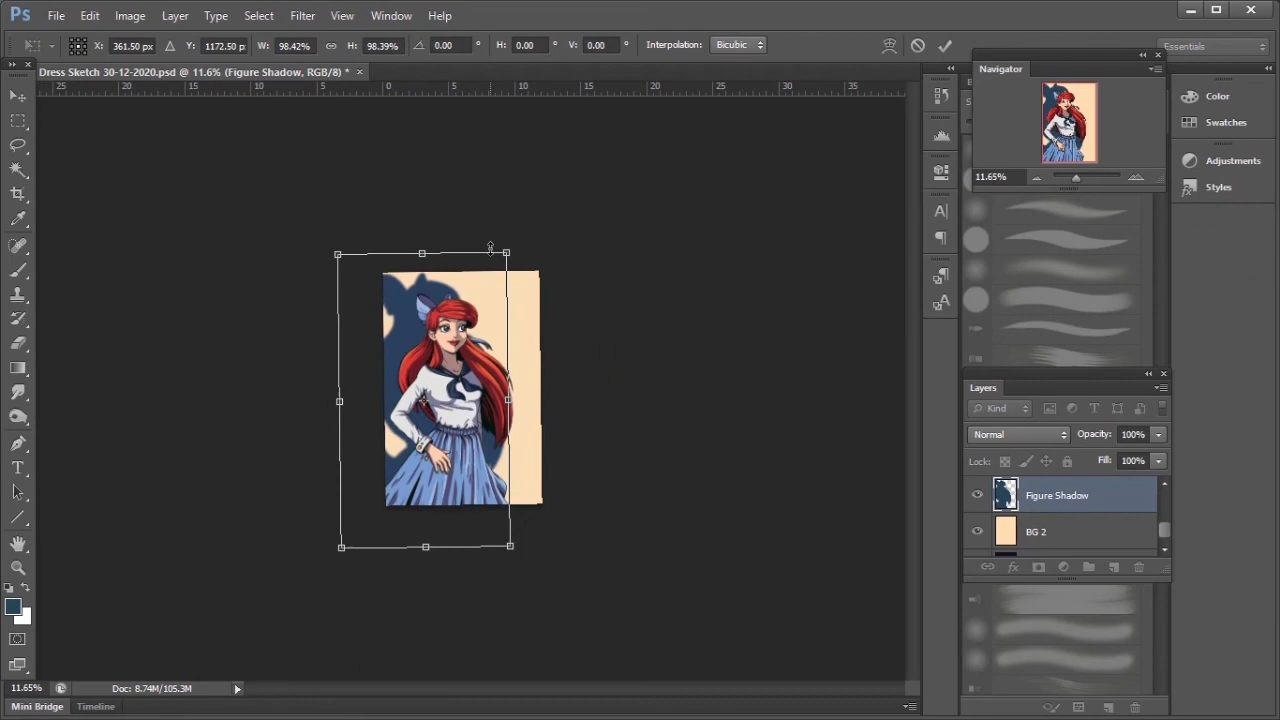 Ps File Edit Image Layer Type Select Filter View Window Help
X: 361.50 px Y: 1172.50 p W: 98.42% H: 98.39% 0.00 ° H: 0.00 ° V: 0.00 ° Interpolation: Bicubic
Essentials
Dress Sketch 30-12-2020.psd @ 11.6% (Figure Shadow, RGB/8) * ×
25 20 15 10 5 0 5 10 15 20 25 30 35
Navigator
11.65%
Color
Swatches
Adjustments
Styles
Layers
Kind
Normal Opacity: 100%
Lock: Fill: 100%
Figure Shadow
BG 2
fx
11.65% Doc: 8.74M/105.3M
Mini Bridge Timeline